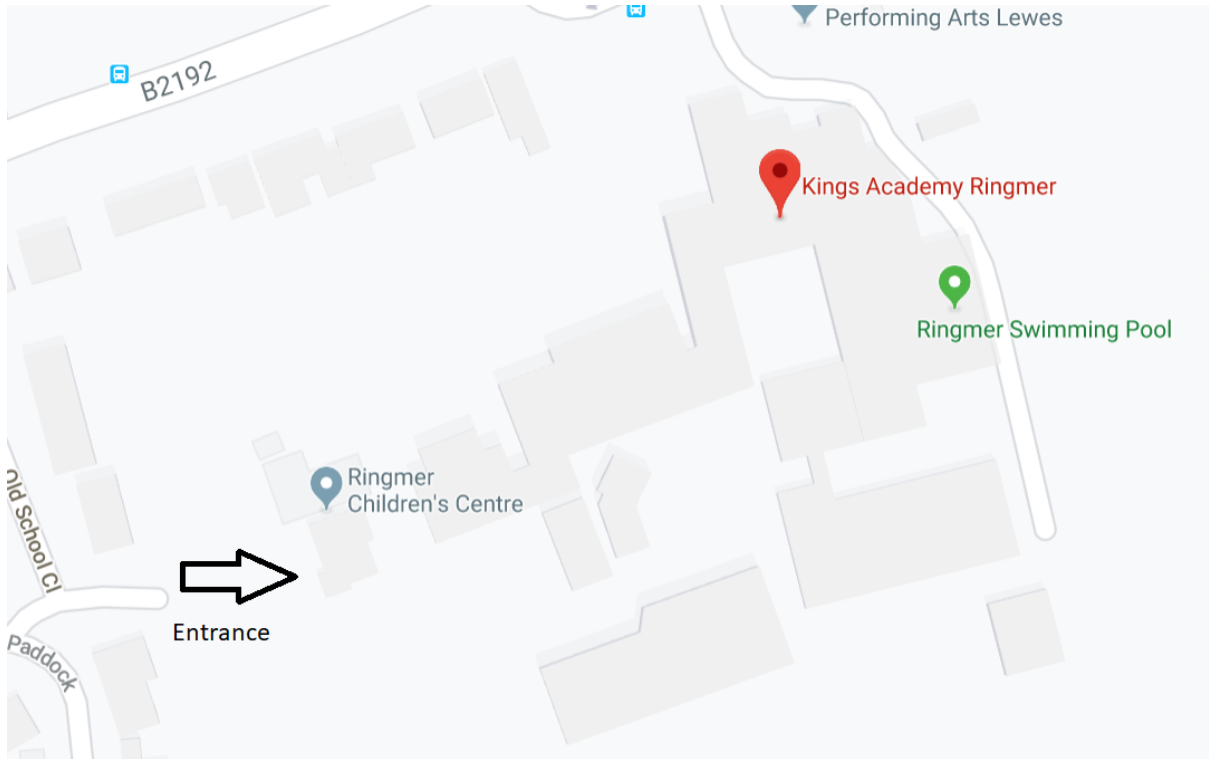 Performing Arts Lewes
B2192
Kings Academy Ringmer
Ringmer Swimming Pool
Ringmer
Children's Centre
Old School Cl
Entrance
Paddock